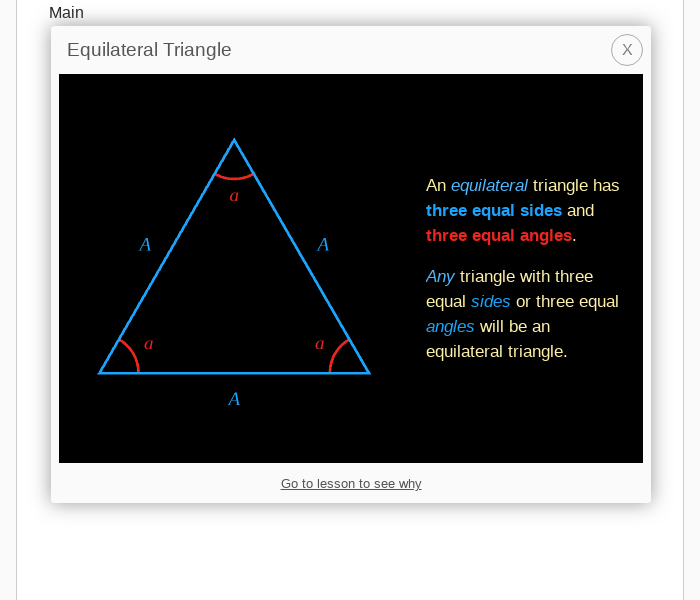 Main
Equilateral Triangle
X
a
A
A
a
a
A
An equilateral triangle has
three equal sides and
three equal angles.
Any triangle with three
equal sides or three equal
angles will be an
equilateral triangle.
Go to lesson to see why